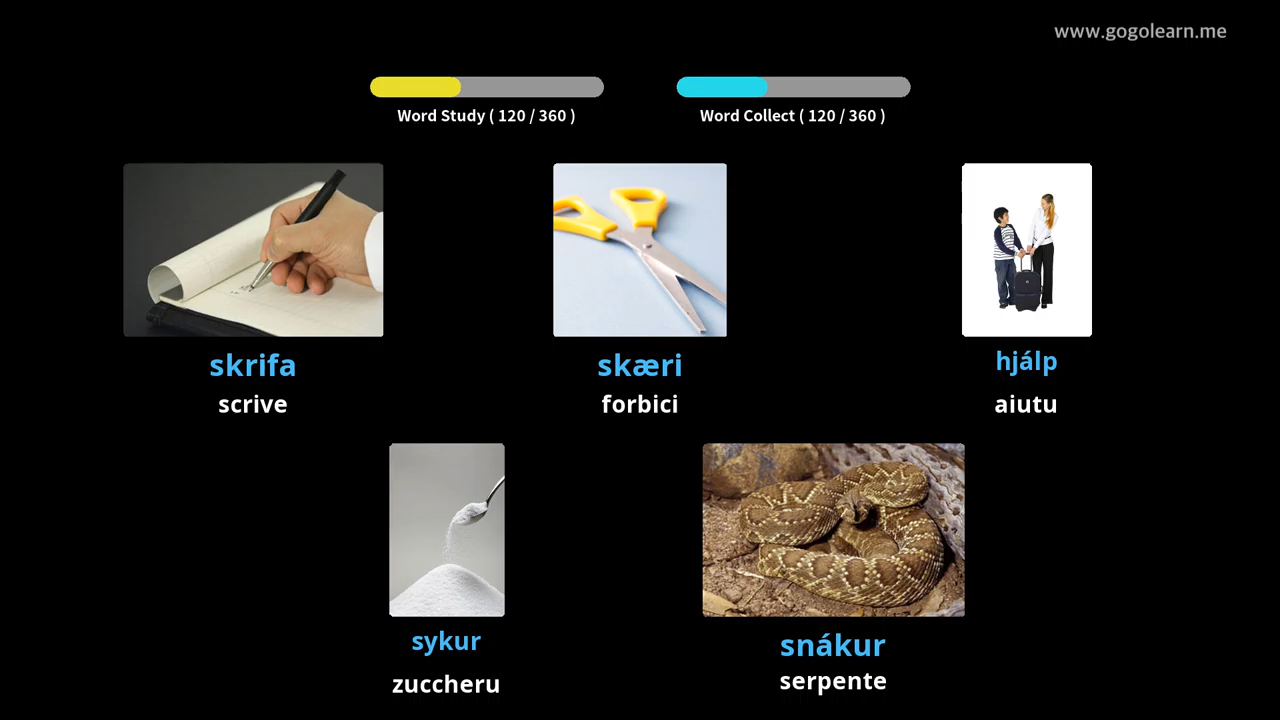 www.gogolearn.me
Word Study ( 120 / 360 )
Word Collect ( 120 / 360 )
skrifa
scrive
skæri
forbici
hjálp
aiutu
sykur
zuccheru
snákur
serpente